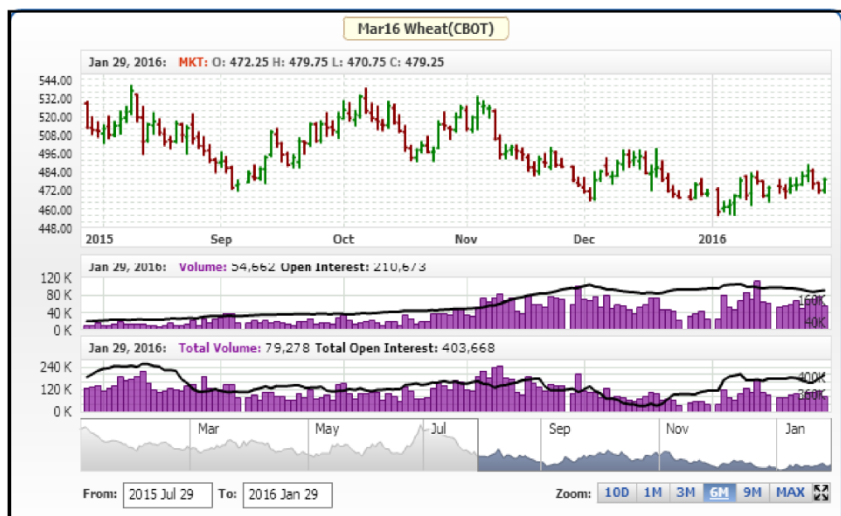 Mar16 Wheat(CBOT)
Jan 29, 2016: MKT: O: 472.25 H: 479.75 L: 470.75 C: 479.25
544.00
532.00
520.00
508.00
496.00
484.00
472.00
460.00
448.00
2015 Sep Oct Nov Dec 2016
Jan 29, 2016: Volume: 54,662 Open Interest: 210,673
120 K
80 K
40 K
0 K
160K
40K
Jan 29, 2016: Total Volume: 79,278 Total Open Interest: 403,668
240 K
120 K
0 K
400K
360K
Mar May Jul Sep Nov Jan
From: 2015 Jul 29 To: 2016 Jan 29 Zoom: 10D 1M 3M 6M 9M MAX